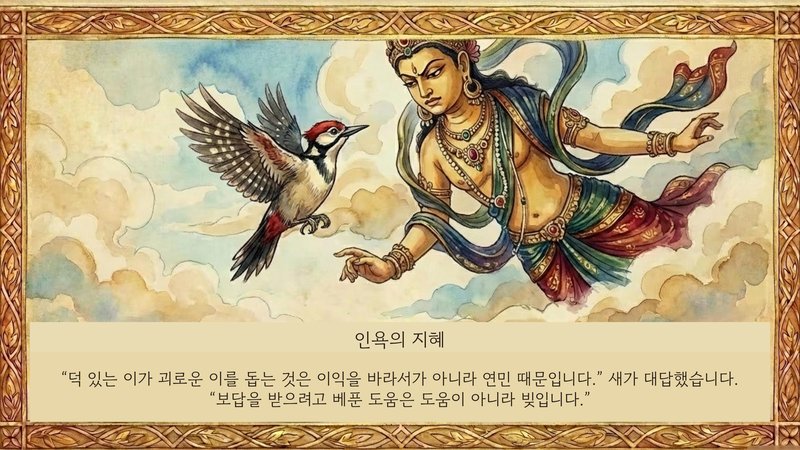 인욕의 지혜
“덕 있는 이가 괴로운 이를 돕는 것은 이익을 바라서가 아니라 연민 때문입니다.” 새가 대답했습니다.
“보답을 받으려고 베푼 도움은 도움이 아니라 빚입니다.”